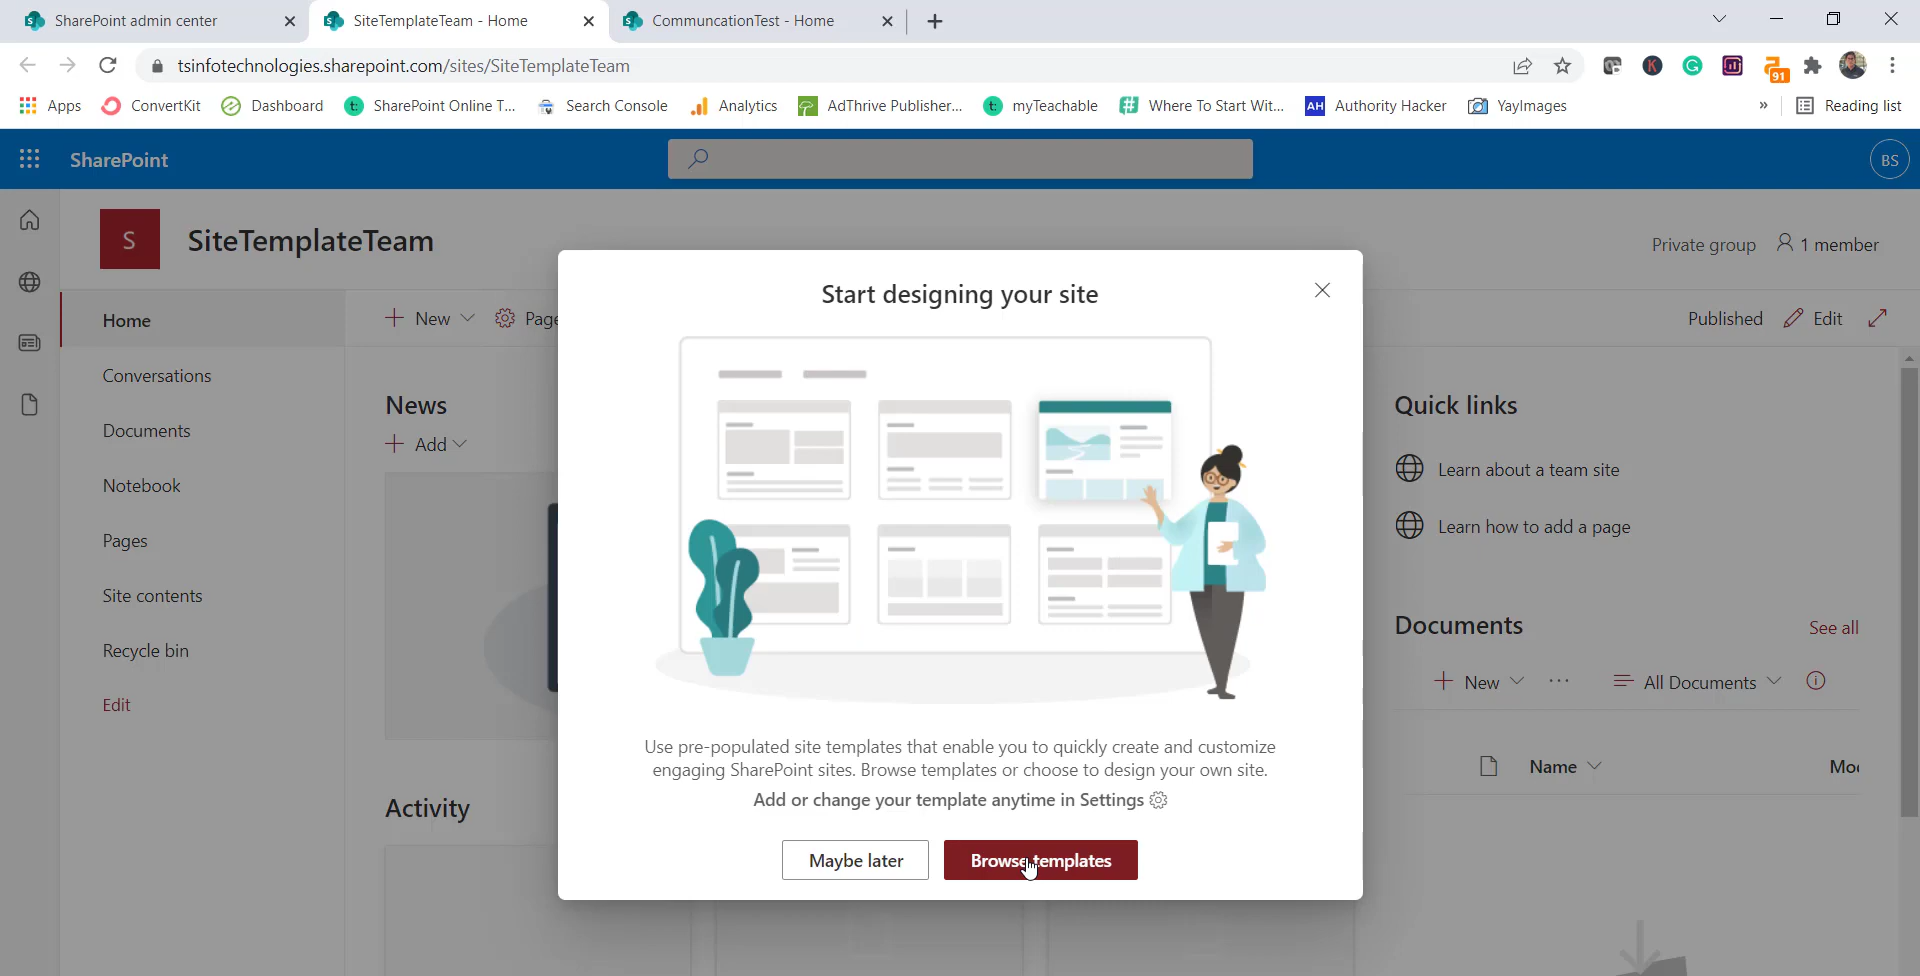 SharePoint admin center
SiteTemplateTeam - Home
CommuncationTest - Home
tsinfotechnologies.sharepoint.com/sites/SiteTemplateTeam
91
Apps
ConvertKit
Dashboard
SharePoint Online T...
Search Console
Analytics
AdThrive Publisher...
myTeachable
Where To Start Wit...
AH Authority Hacker
YayImages
»
Reading list
SharePoint
BS
S
SiteTemplateTeam
Private group
1 member
Home
Conversations
Documents
Notebook
Pages
Site contents
Recycle bin
Edit
New
Page
Published
Edit
News
Add
Activity
Start designing your site
Use pre-populated site templates that enable you to quickly create and customize
engaging SharePoint sites. Browse templates or choose to design your own site.
Add or change your template anytime in Settings
Maybe later
Browse templates
Quick links
Learn about a team site
Learn how to add a page
Documents
See all
New
All Documents
Name
Mo